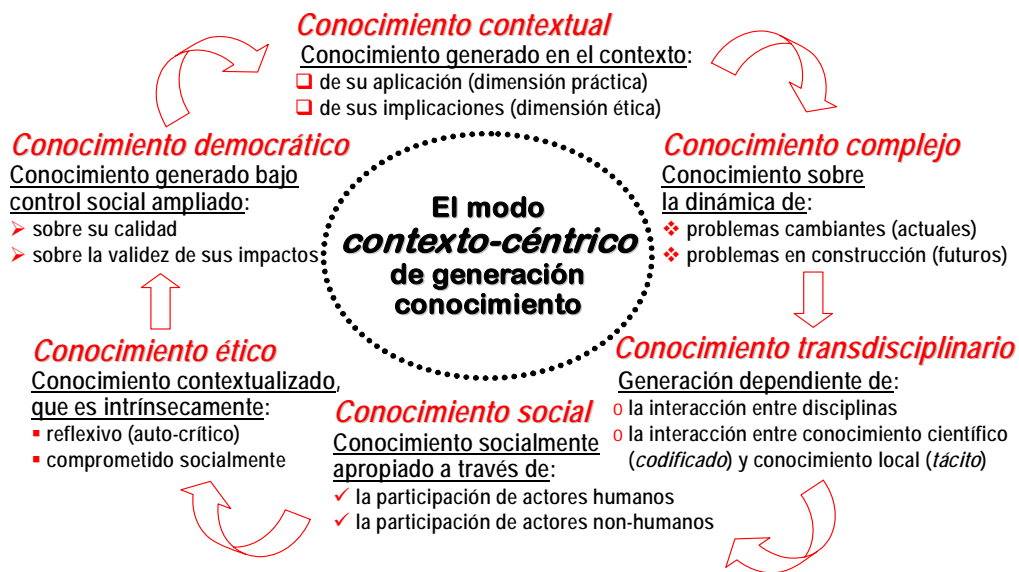 Conocimiento contextual
Conocimiento generado en el contexto:
❑ de su aplicación (dimensión práctica)
❑ de sus implicaciones (dimensión ética)
Conocimiento complejo
Conocimiento sobre
la dinámica de:
❖ problemas cambiantes (actuales)
❖ problemas en construcción (futuros)
Conocimiento transdisciplinario
Generación dependiente de:
o la interacción entre disciplinas
o la interacción entre conocimiento científico
(codificado) y conocimiento local (tácito)
Conocimiento social
Conocimiento socialmente
apropiado a través de:
✓ la participación de actores humanos
✓ la participación de actores non-humanos
Conocimiento ético
Conocimiento contextualizado,
que es intrínsecamente:
▪ reflexivo (auto-crítico)
▪ comprometido socialmente
Conocimiento democrático
Conocimiento generado bajo
control social ampliado:
➢ sobre su calidad
➢ sobre la validez de sus impactos
El modo
contexto-céntrico
de generación
conocimiento